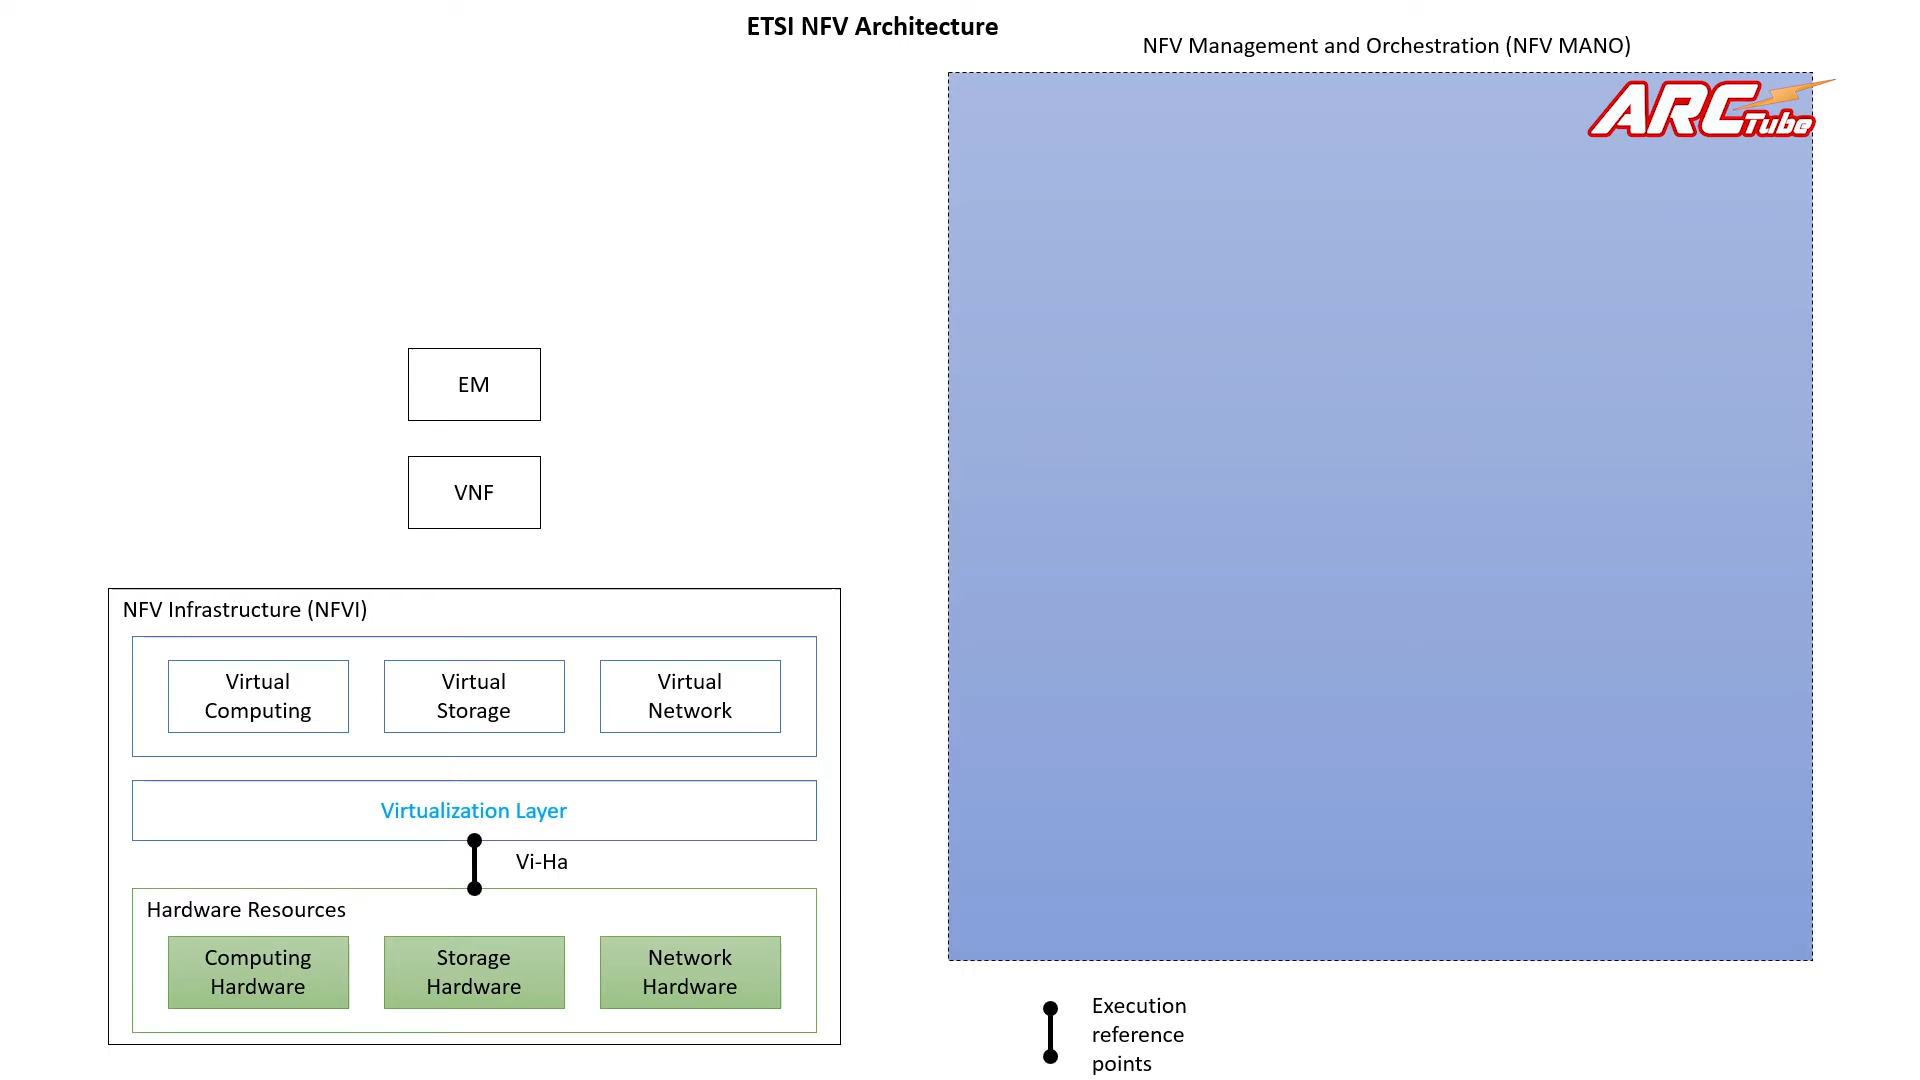 ETSI NFV Architecture
NFV Management and Orchestration (NFV MANO)
ARC Tube
EM
VNF
NFV Infrastructure (NFVI)
Virtual
Computing
Virtual
Storage
Virtual
Network
Virtualization Layer
Vi-Ha
Hardware Resources
Computing
Hardware
Storage
Hardware
Network
Hardware
Execution
reference
points